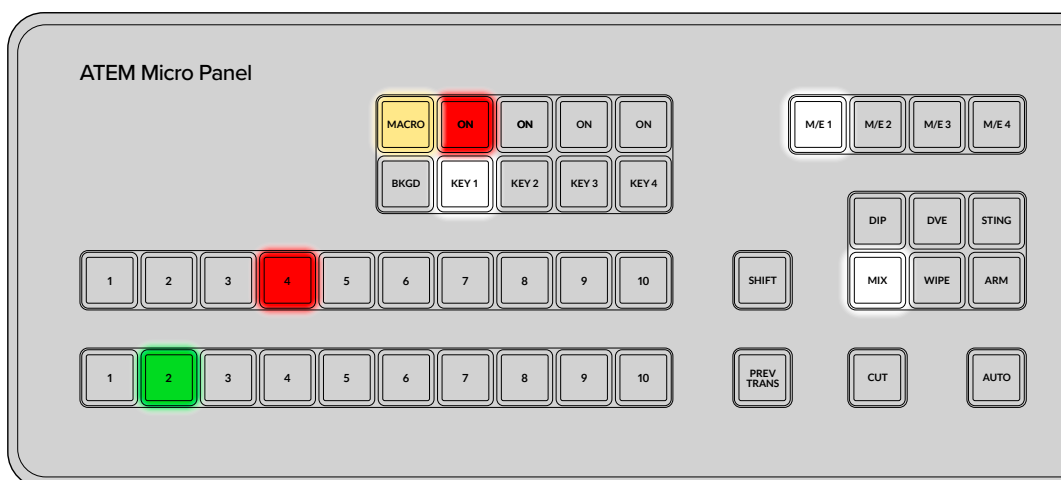 ATEM Micro Panel
MACRO ON ON ON ON
M/E 1 M/E 2 M/E 3 M/E 4
BKGD KEY 1 KEY 2 KEY 3 KEY 4
DIP DVE STING
1 2 3 4 5 6 7 8 9 10
SHIFT
MIX WIPE ARM
1 2 3 4 5 6 7 8 9 10
PREV
TRANS
CUT
AUTO